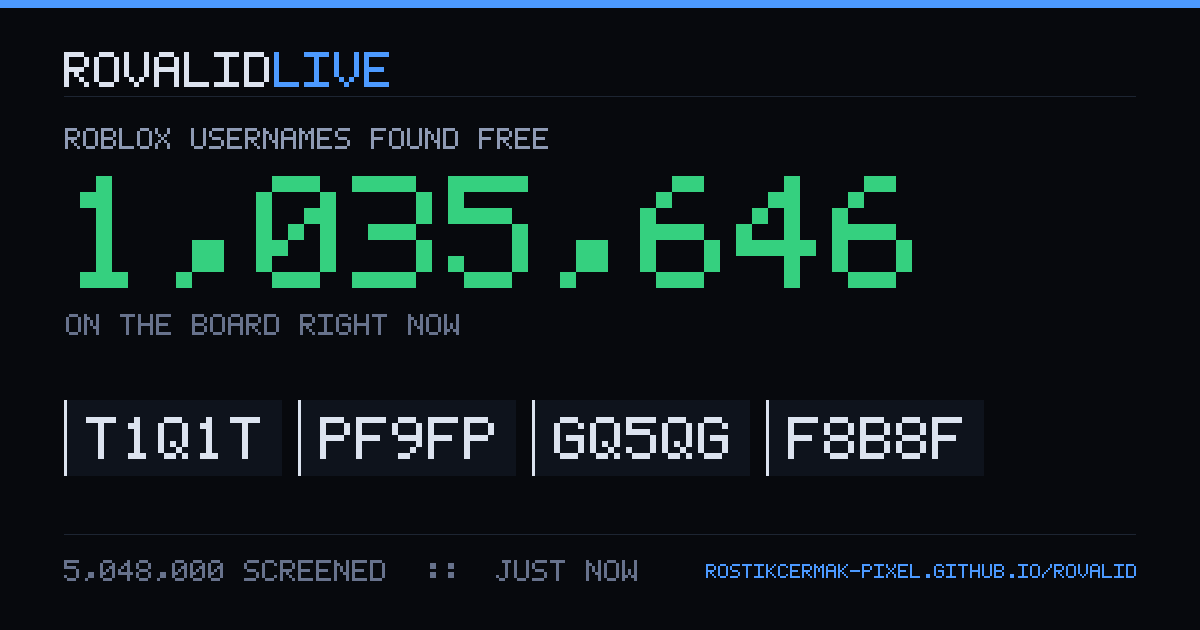 ROVALIDLIVE
ROBLOX USERNAMES FOUND FREE
1,035,646
ON THE BOARD RIGHT NOW
T1Q1T PF9FP GQ5QG F8B8F
5,048,000 SCREENED :: JUST NOW ROSTIKCERMAK-PIXEL.GITHUB.IO/ROVALID